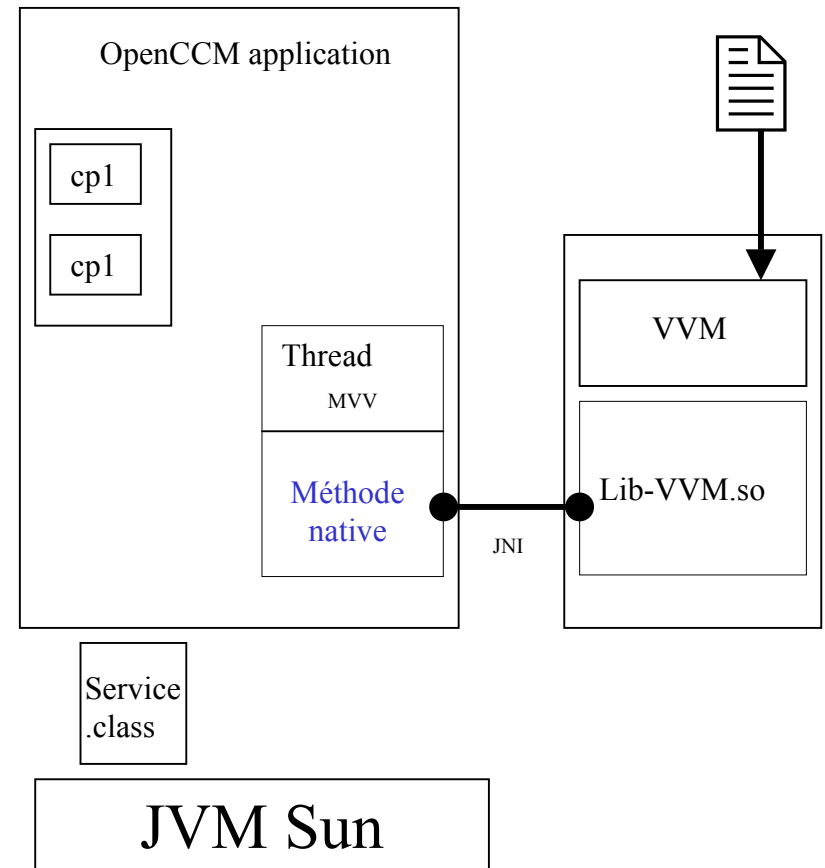 OpenCCM application
cp1
cp1
Thread
MVV
Méthode
native
JNI
VVM
Lib-VVM.so
Service
.class
JVM Sun